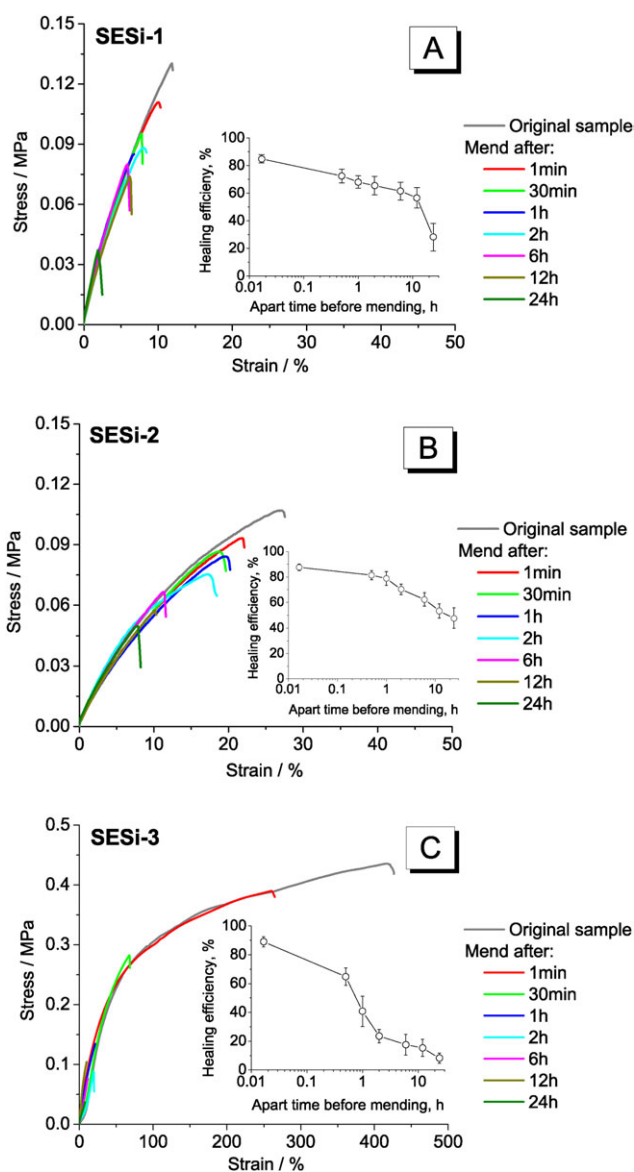 SESi-1
A
0.15
0.12
0.09
0.06
0.03
0.00
Stress / MPa
0 10 20 30 40 50
Strain / %
Healing efficieny, %
100
80
60
40
20
0
0.01 0.1 1 10
Apart time before mending, h
Original sample
Mend after:
1min
30min
1h
2h
6h
12h
24h
SESi-2
B
0.15
0.12
0.09
0.06
0.03
0.00
Stress / MPa
0 10 20 30 40 50
Strain / %
Healing efficiency, %
100
80
60
40
20
0
0.01 0.1 1 10
Apart time before mending, h
Original sample
Mend after:
1min
30min
1h
2h
6h
12h
24h
SESi-3
C
0.5
0.4
0.3
0.2
0.1
0.0
Stress / MPa
0 100 200 300 400 500
Strain / %
Healing efficiency, %
100
80
60
40
20
0
0.01 0.1 1 10
Apart time before mending, h
Original sample
Mend after:
1min
30min
1h
2h
6h
12h
24h